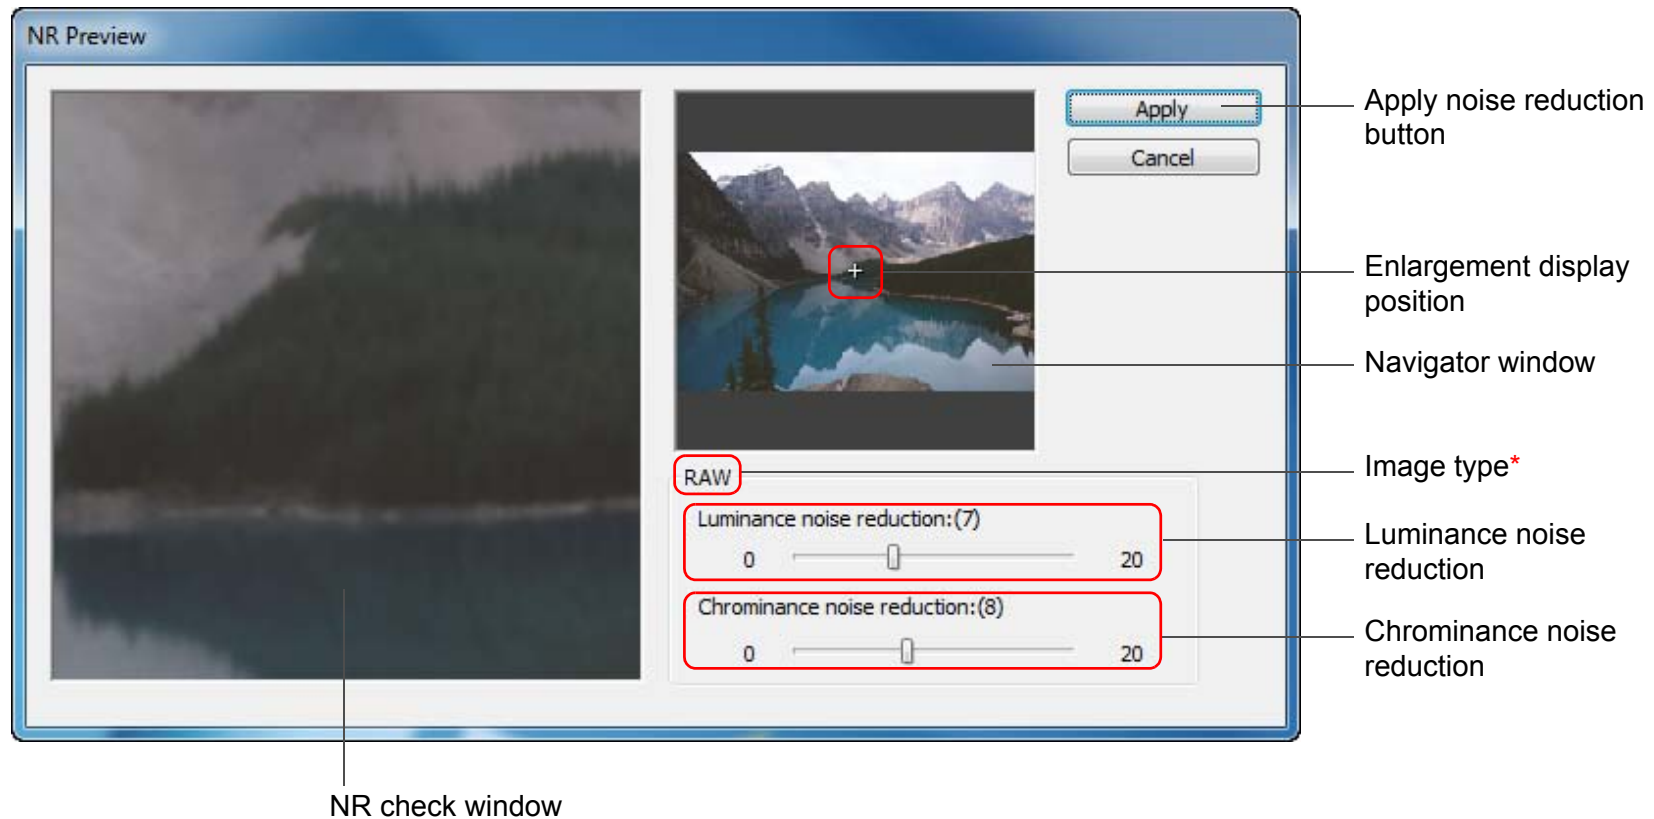 NR Preview
Apply
Cancel
Apply noise reduction
button
Enlargement display
position
Navigator window
RAW
Image type*
Luminance noise reduction:(7)
0 20
Luminance noise
reduction
Chrominance noise reduction:(8)
0 20
Chrominance noise
reduction
NR check window